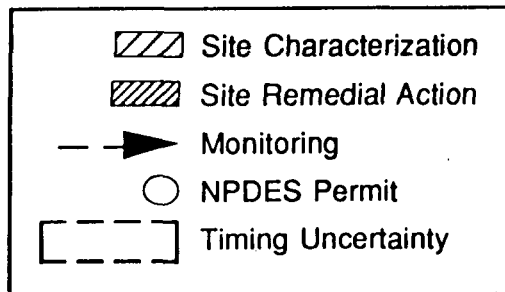 Site Characterization
Site Remedial Action
Monitoring
NPDES Permit
Timing Uncertainty